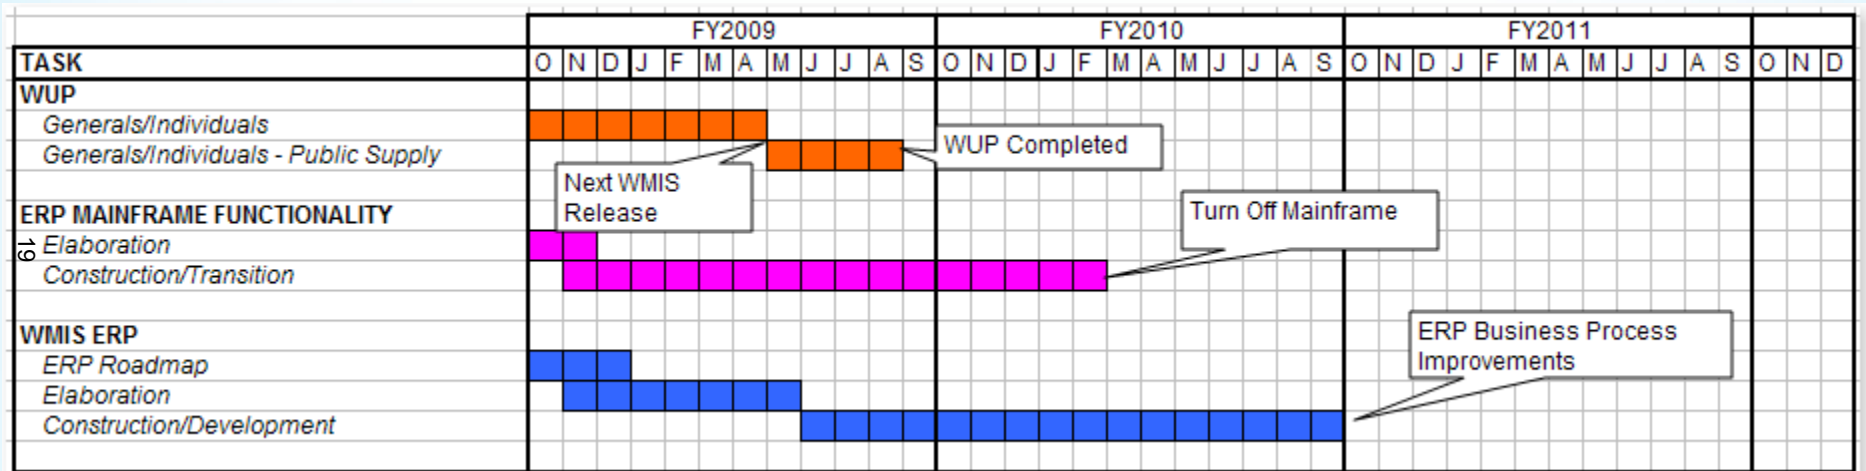 FY2009 FY2010 FY2011
TASK O N D J F M A M J J A S O N D J F M A M J J A S O N D J F M A M J J A S O N D
WUP
Generals/Individuals
Generals/Individuals - Public Supply
WUP Completed
Next WMIS
Release
ERP MAINFRAME FUNCTIONALITY
Turn Off Mainframe
19
Elaboration
Construction/Transition
WMIS ERP
ERP Business Process
Improvements
ERP Roadmap
Elaboration
Construction/Development